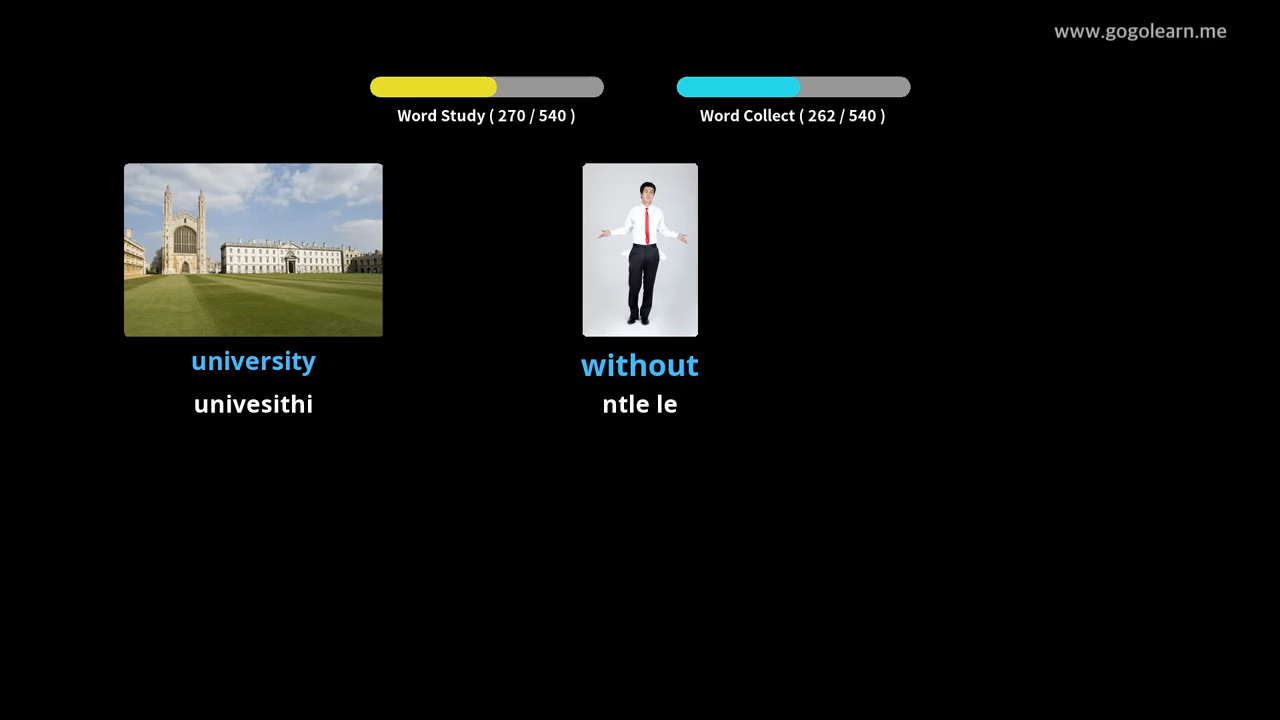 www.gogolearn.me
Word Study ( 270 / 540 )
Word Collect ( 262 / 540 )
university
univesithi
without
ntle le